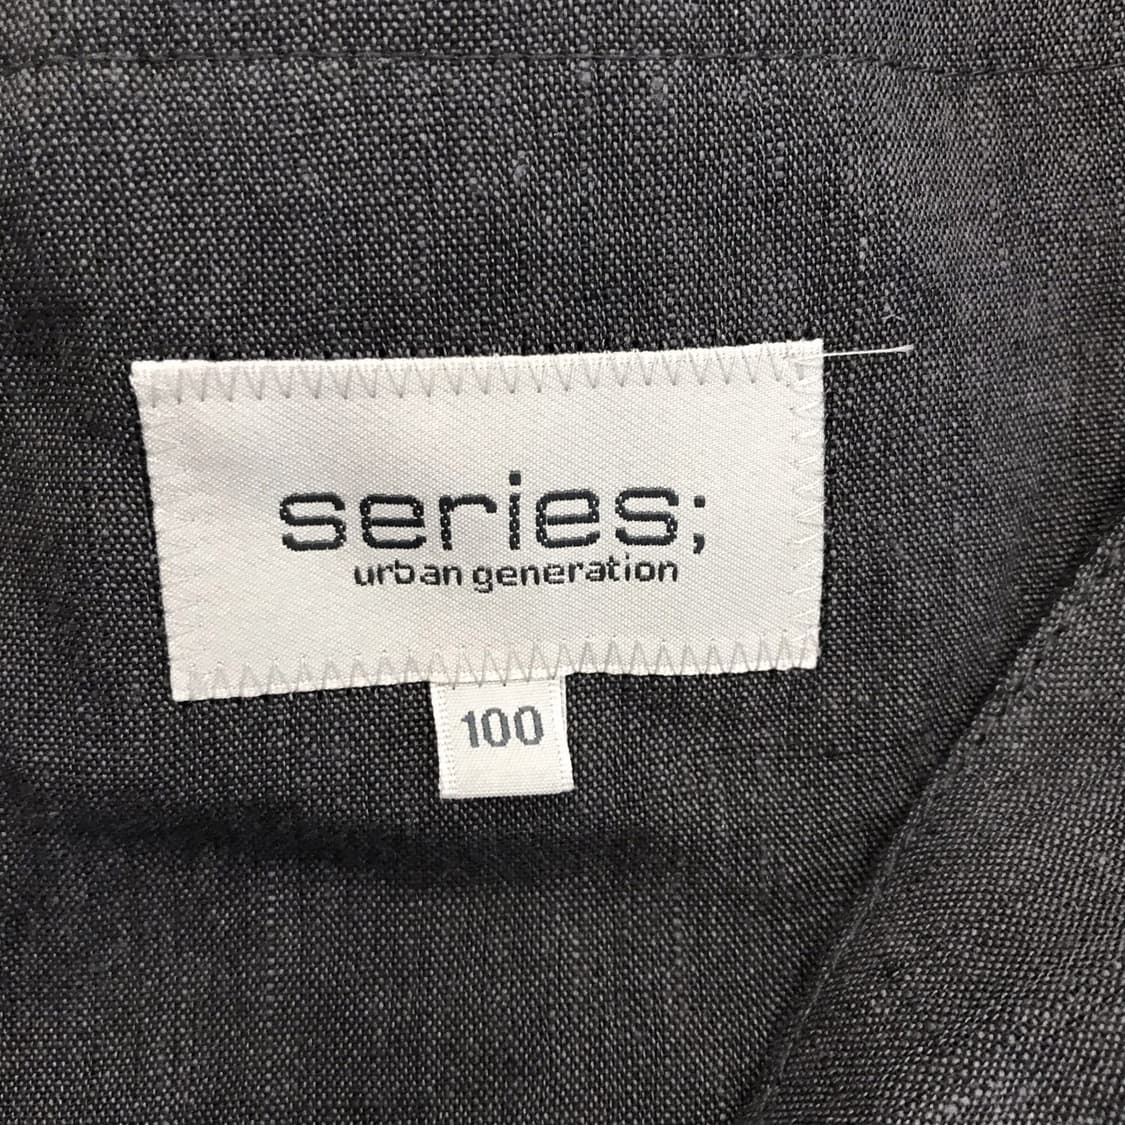 series;
urban generation
100